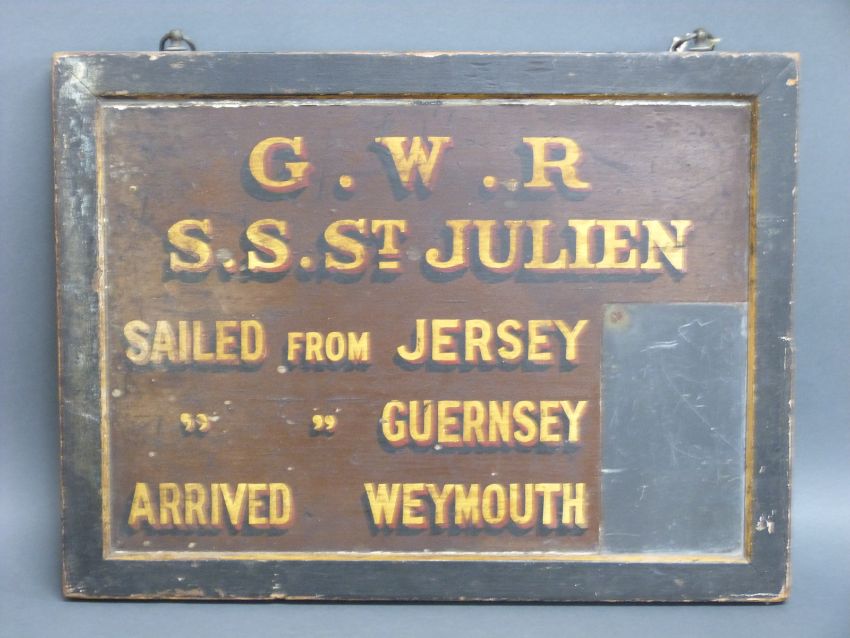 G. W. R
S.S. ST JULIEN
SAILED FROM JERSEY
" " GUERNSEY
ARRIVED WEYMOUTH